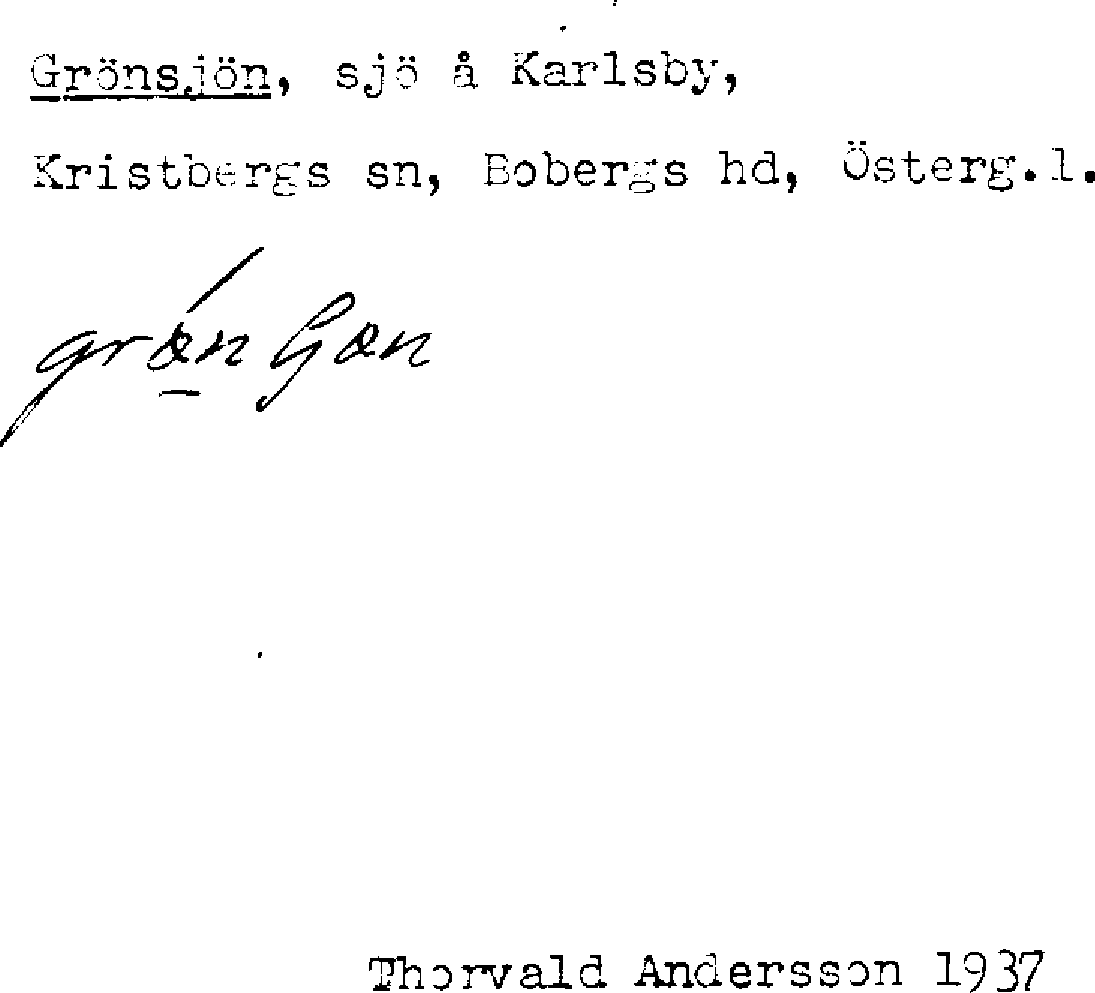 Grönsjön, sjö å Karlsby,
Kristbergs sn, Bobergs hd, Österg.l.
Thorvald Andersson 1937